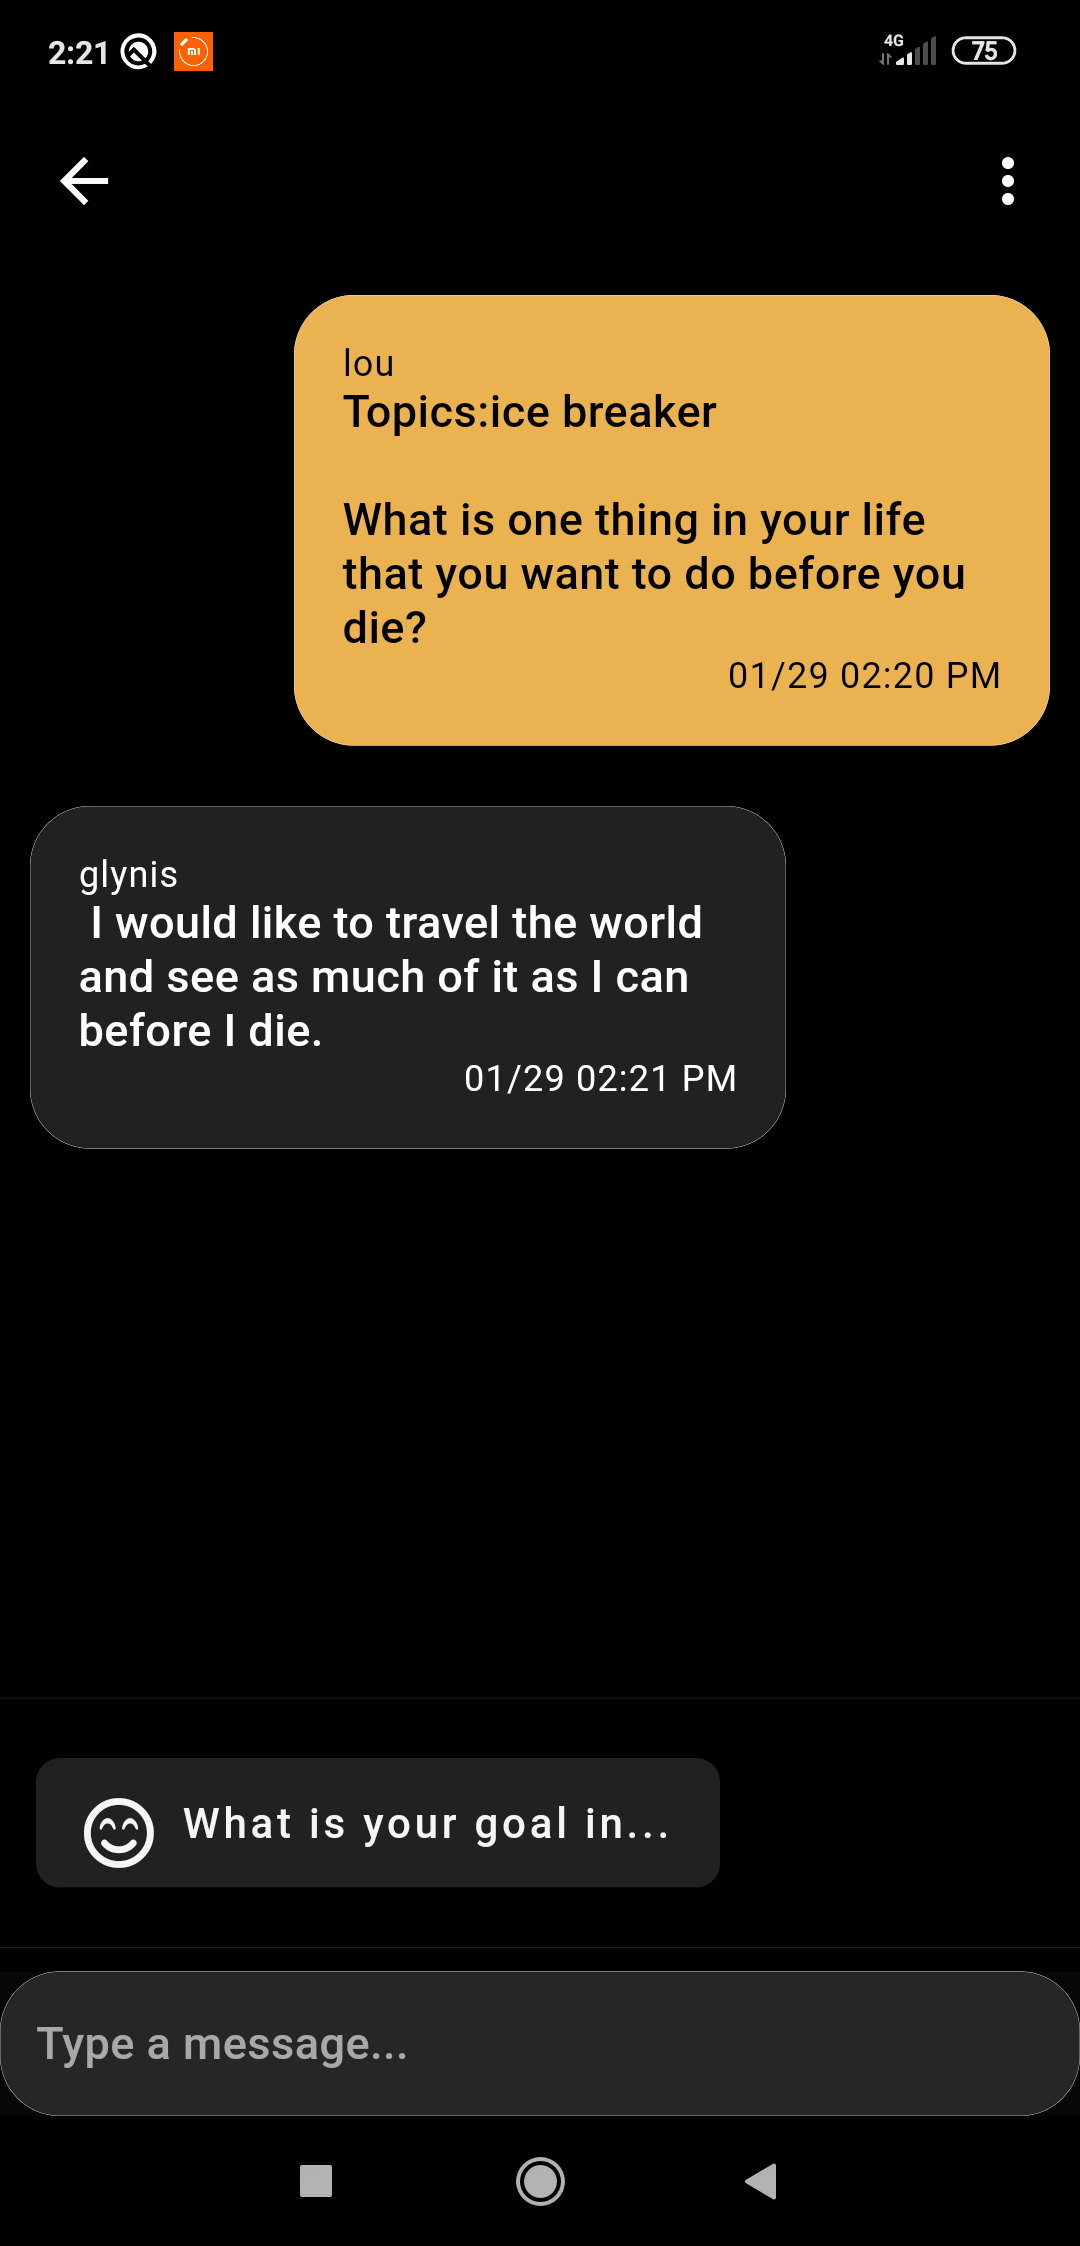 2:21
4G
75
lou
Topics:ice breaker
What is one thing in your life
that you want to do before you
die?
01/29 02:20 PM
glynis
I would like to travel the world
and see as much of it as I can
before I die.
01/29 02:21 PM
What is your goal in...
Type a message...